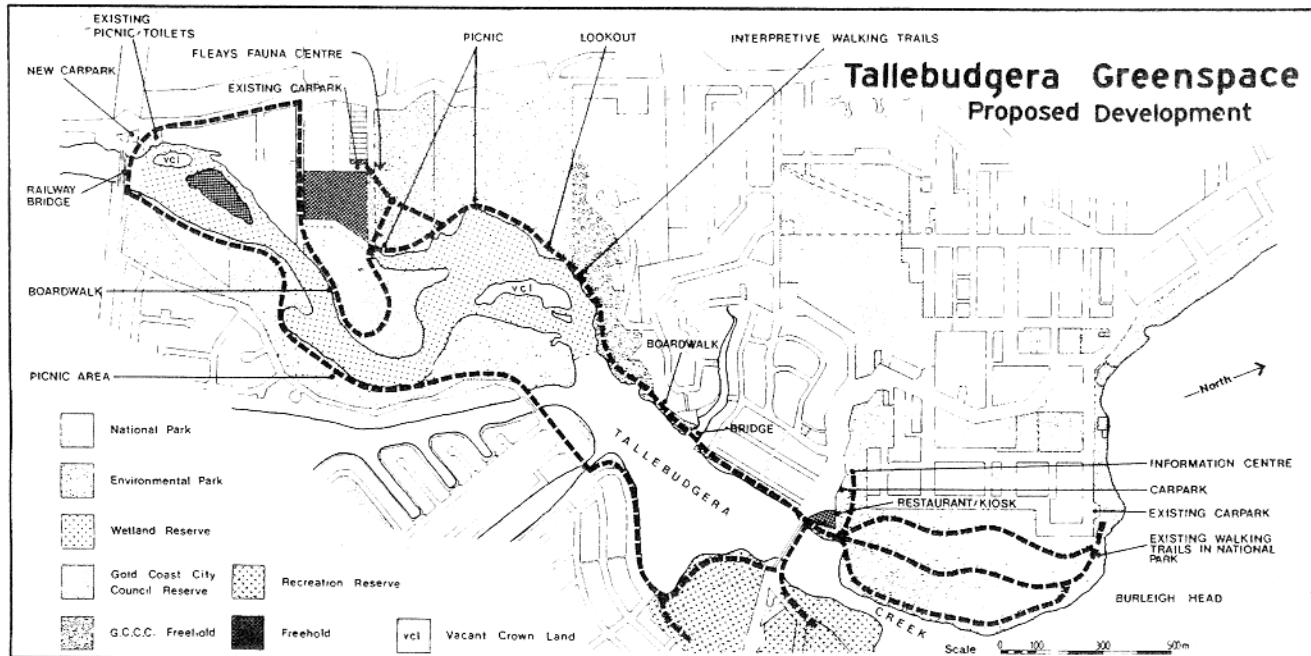 Tallebudgera Greenspace
Proposed Development
EXISTING
PICNIC/TOILETS
NEW CARPARK
FLEAYS FAUNA CENTRE
EXISTING CARPARK
PICNIC
LOOKOUT
INTERPRETIVE WALKING TRAILS
vcl
RAILWAY
BRIDGE
BOARDWALK
vcl
PICNIC AREA
BOARDWALK
BRIDGE
North
TALLEBUDGERA
CREEK
INFORMATION CENTRE
CARPARK
RESTAURANT/KIOSK
EXISTING CARPARK
EXISTING WALKING
TRAILS IN NATIONAL
PARK
BURLEIGH HEAD
National Park
Environmental Park
Wetland Reserve
Gold Coast City
Council Reserve
Recreation Reserve
G.C.C.C. Freehold
Freehold
vcl
Vacant Crown Land
Scale 0 100 300 500m